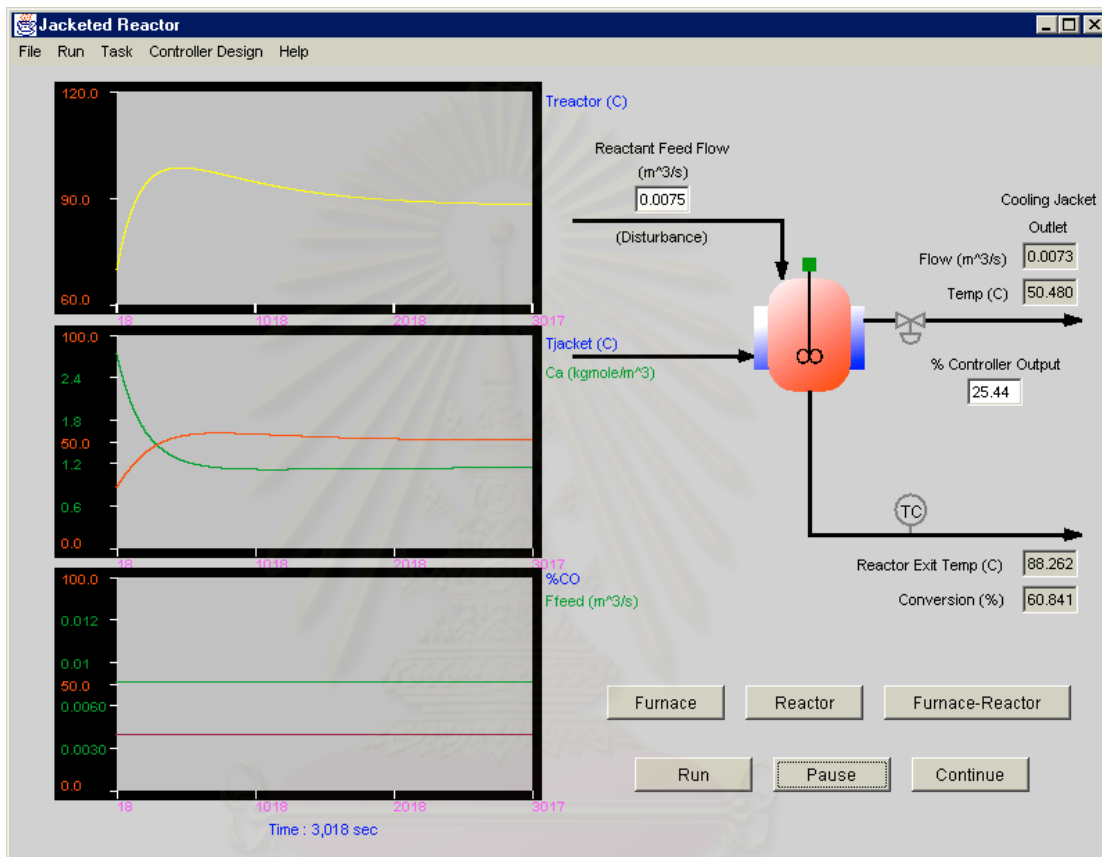 Jacketed Reactor
File Run Task Controller Design Help
120.0
90.0
60.0
18 1018 2018 3017
Treactor (C)
100.0
2.4
1.8
50.0
1.2
0.6
0.0
18 1018 2018 3017
Tjacket (C)
Ca (kgmole/m^3)
100.0
0.012
0.01
50.0
0.0060
0.0030
0.0
18 1018 2018 3017
%CO
Ffeed (m^3/s)
Time : 3,018 sec
Reactant Feed Flow
(m^3/s)
0.0075
(Disturbance)
Cooling Jacket
Outlet
Flow (m^3/s) 0.0073
Temp (C) 50.480
% Controller Output
25.44
TC
Reactor Exit Temp (C) 88.262
Conversion (%) 60.841
Furnace Reactor Furnace-Reactor
Run Pause Continue